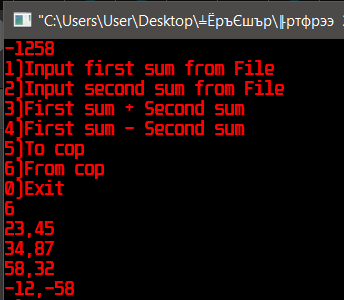 "C:\Users\User\Desktop\╧ЁръЄшър\╠ртфрээ
-1258
1)Input first sum from File
2)Input second sum from File
3)First sum + Second sum
4)First sum - Second sum
5)To cop
6)From cop
0)Exit
6
23,45
34,87
58,32
-12,-58